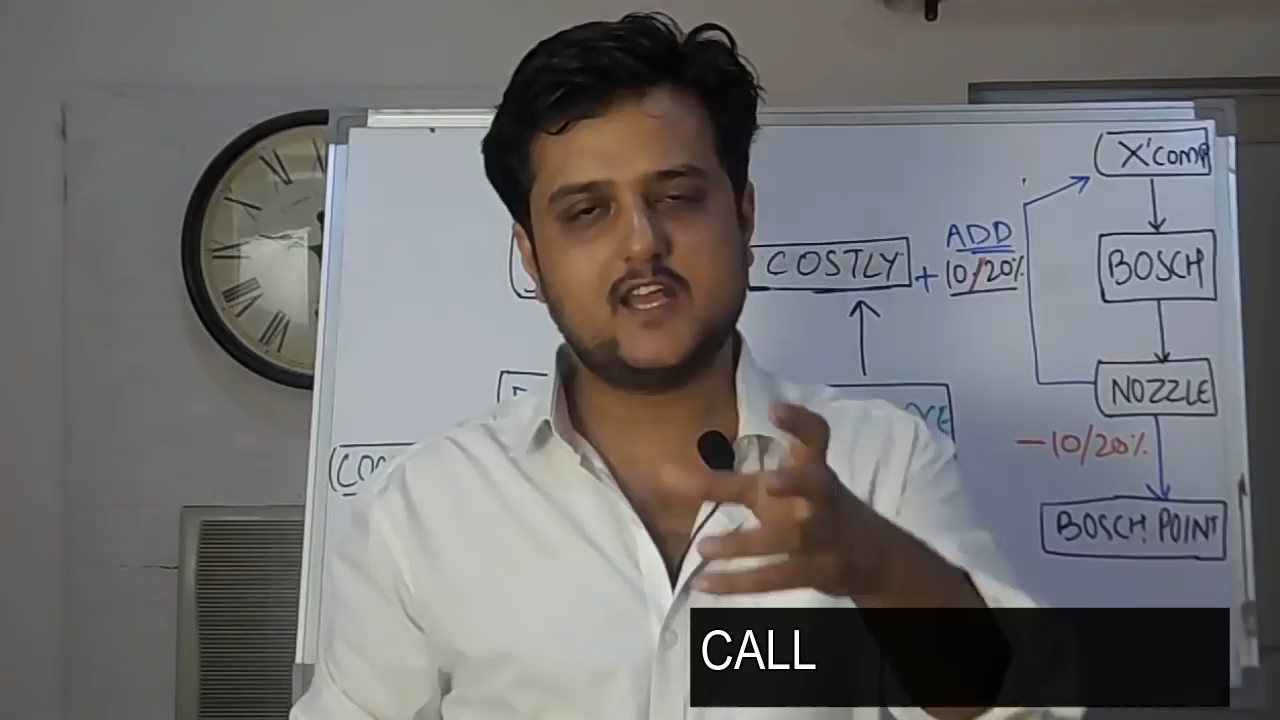 X'COMP
COSTLY
+
ADD
10/20%
BOSCH
NOZZLE
-10/20%
BOSCH POINT
CALL